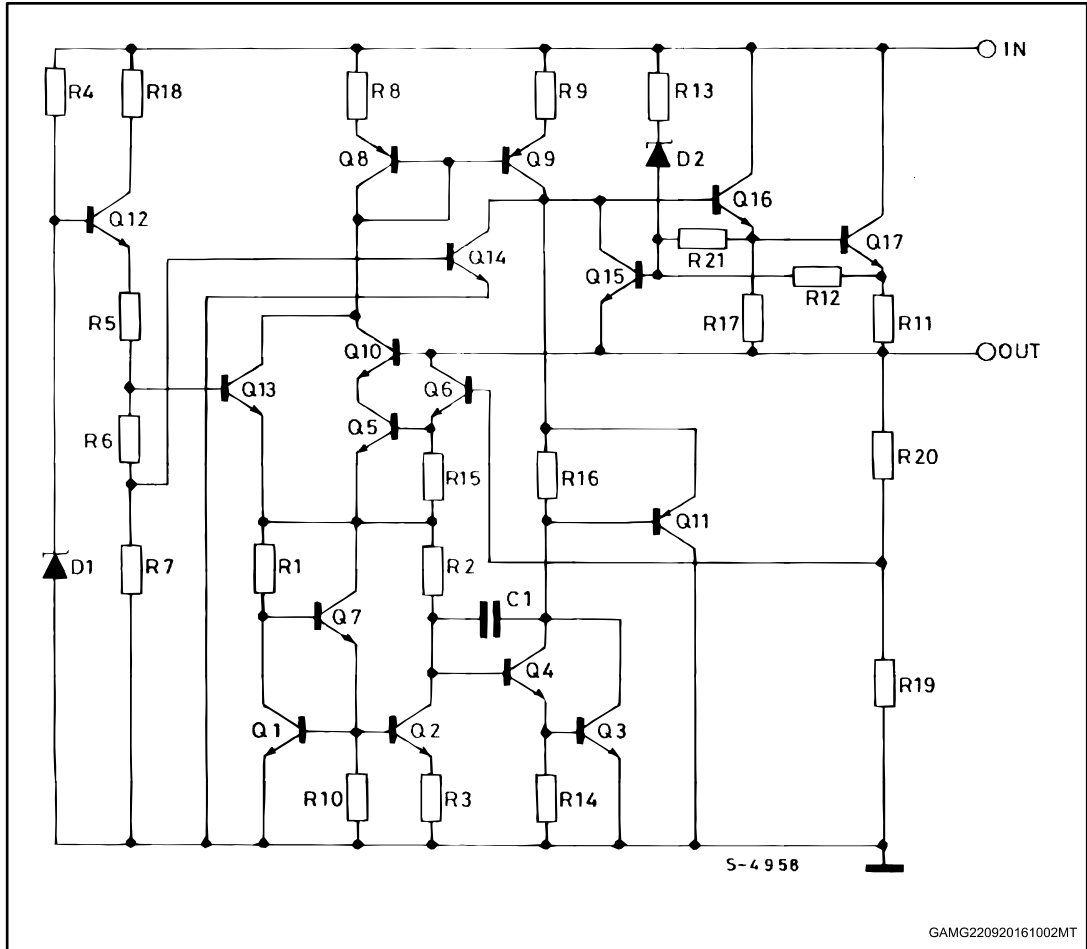 IN
R4
R18
R8
R9
R13
Q8
Q9
D2
Q16
Q12
Q14
R21
Q17
Q15
R12
R5
R17
R11
Q10
OUT
Q13
Q6
R6
Q5
R20
R15
R16
Q11
D1
R7
R1
R2
C1
Q7
Q4
R19
Q1
Q2
Q3
R10
R3
R14
S-4958
GAMG220920161002MT